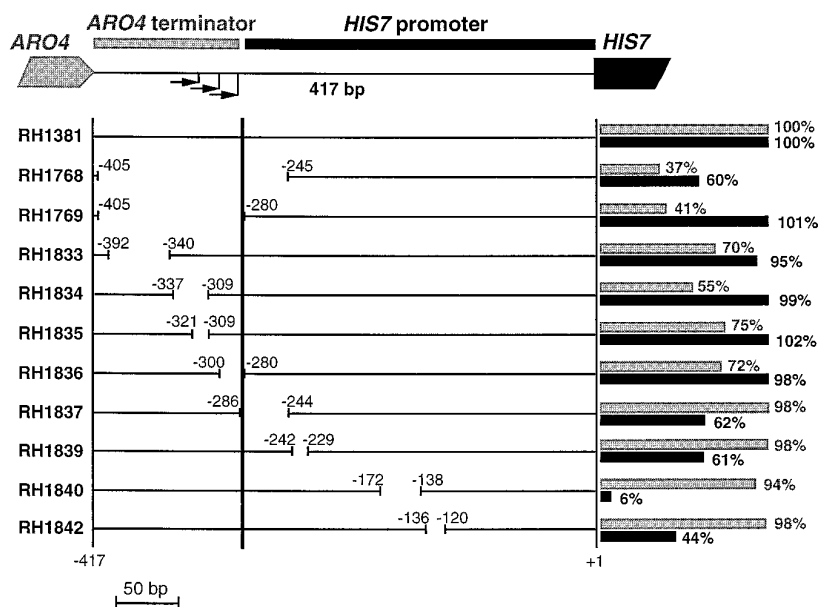 ARO4 terminator HIS7 promoter
ARO4 HIS7
417 bp
RH1381 100%
100%
RH1768 -405 -245 37%
60%
RH1769 -405 -280 41%
101%
RH1833 -392 -340 70%
95%
RH1834 -337 -309 55%
99%
RH1835 -321 -309 75%
102%
RH1836 -300 -280 72%
98%
RH1837 -286 -244 98%
62%
RH1839 -242 -229 98%
61%
RH1840 -172 -138 94%
6%
RH1842 -136 -120 98%
44%
-417 +1
50 bp